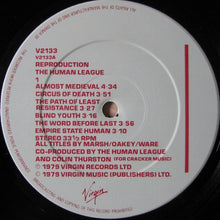 V2133
V2133A
REPRODUCTION
THE HUMAN LEAGUE
1
ALMOST MEDIEVAL 4·34
CIRCUS OF DEATH 3·51
THE PATH OF LEAST
RESISTANCE 3·27
BLIND YOUTH 3·16
THE WORD BEFORE LAST 3·56
EMPIRE STATE HUMAN 3·10
STEREO 33⅓ RPM
ALL TITLES BY MARSH/OAKEY/WARE
CO-PRODUCED BY THE HUMAN LEAGUE
AND COLIN THURSTON (FOR CRACKER MUSIC)
℗1979 VIRGIN RECORDS LTD
©1979 VIRGIN MUSIC (PUBLISHERS) LTD.
Virgin